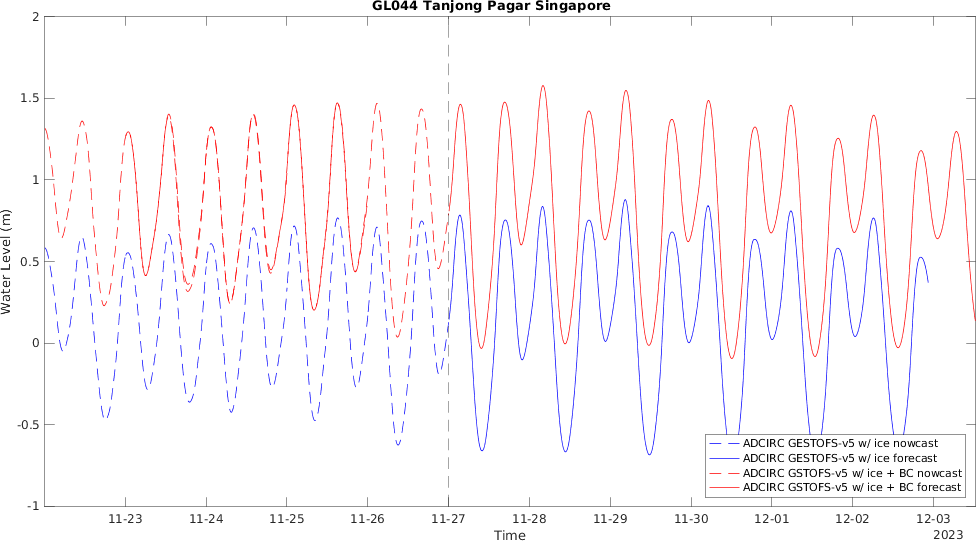 GL044 Tanjong Pagar Singapore
2
1.5
1
0.5
0
-0.5
-1
Water Level (m)
ADCIRC GESTOFS-v5 w/ ice nowcast
ADCIRC GESTOFS-v5 w/ ice forecast
ADCIRC GSTOFS-v5 w/ ice + BC nowcast
ADCIRC GSTOFS-v5 w/ ice + BC forecast
11-23 11-24 11-25 11-26 11-27 11-28 11-29 11-30 12-01 12-02 12-03
Time
2023